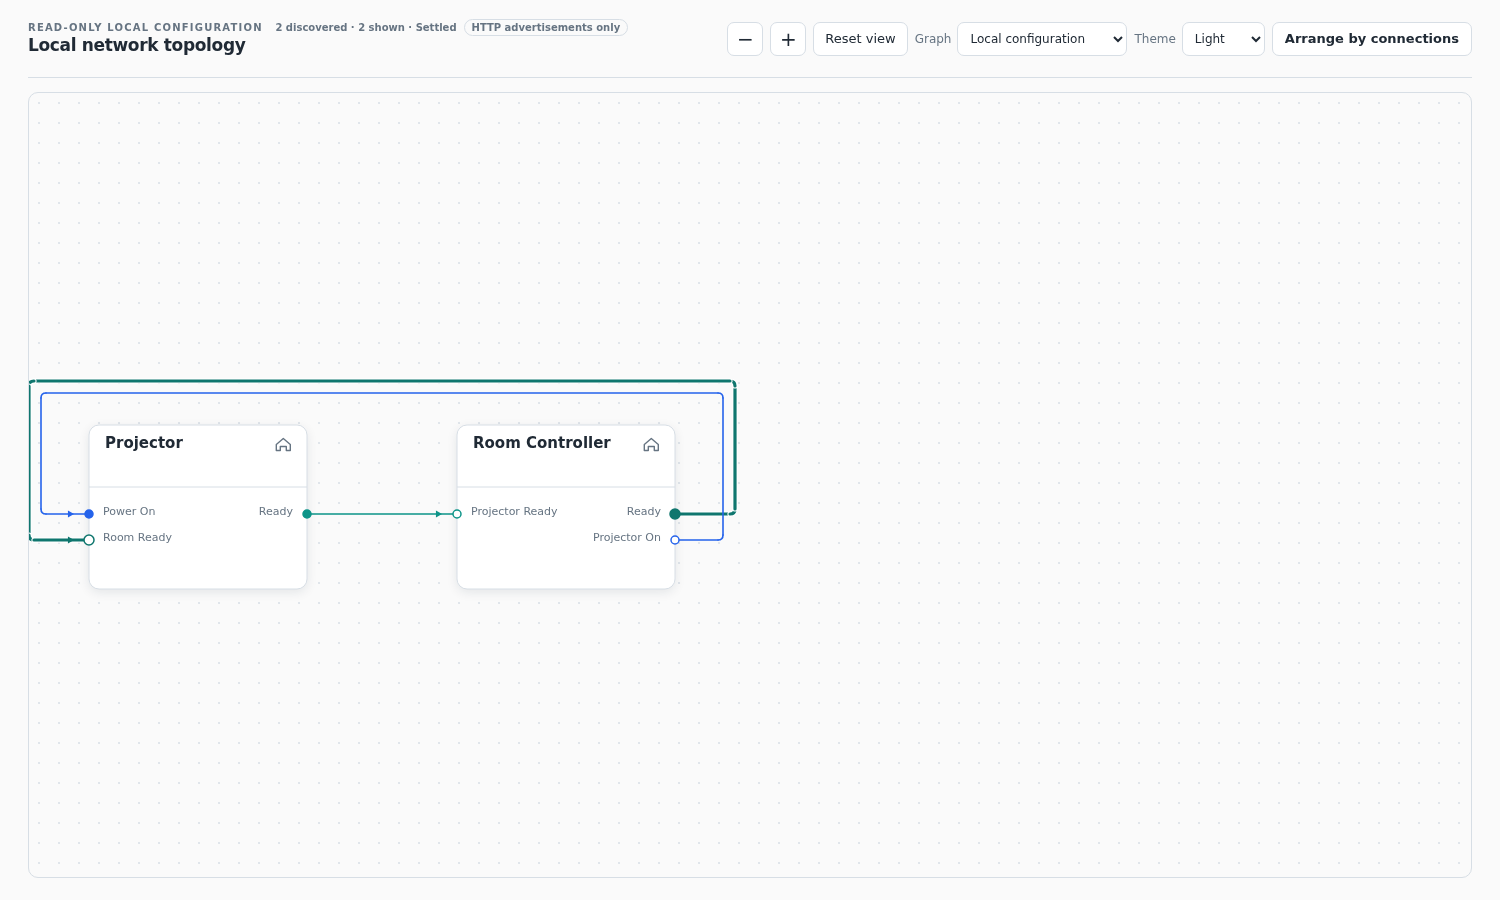 READ-ONLY LOCAL CONFIGURATION 2 discovered · 2 shown · Settled HTTP advertisements only
Local network topology
− + Reset view Graph Local configuration Theme Light Arrange by connections
Projector
Power On Ready
Room Ready
Room Controller
Projector Ready Ready
Projector On